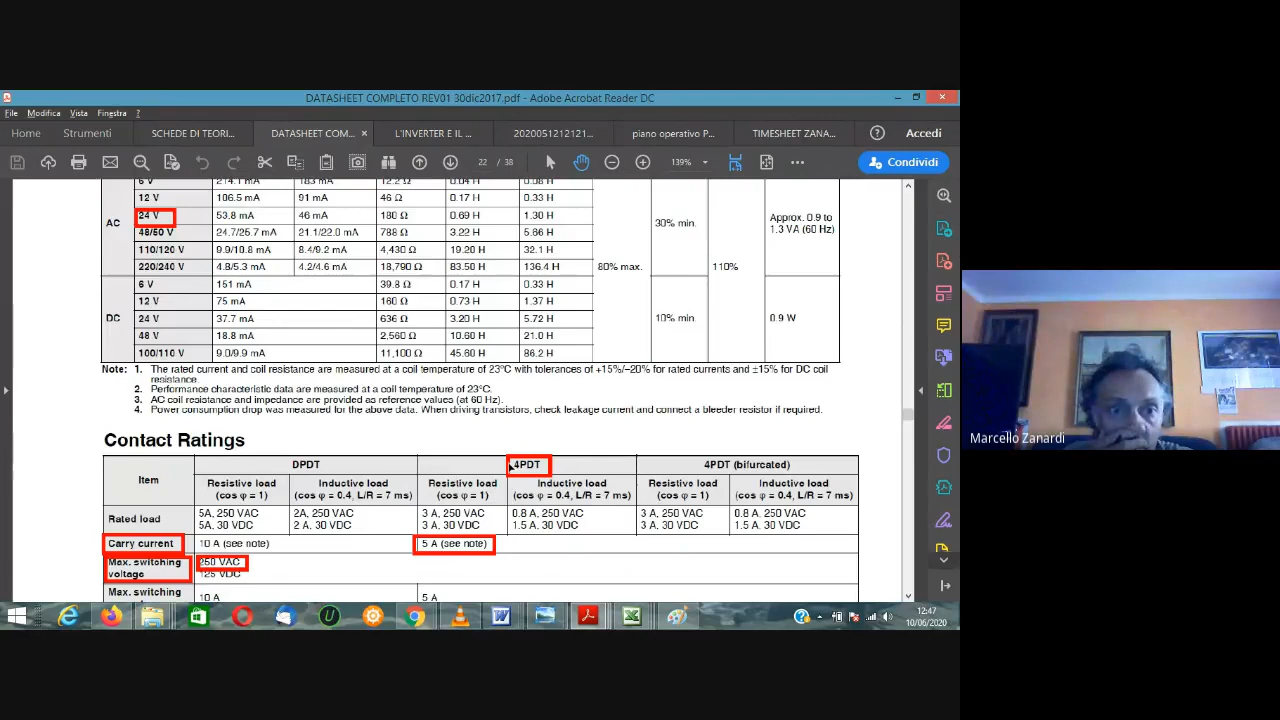 DATASHEET COMPLETO REV01 30dic2017.pdf - Adobe Acrobat Reader DC
File Modifica Vista Finestra ?
Home Strumenti SCHEDE DI TEORI... DATASHEET COM... × L'INVERTER E IL ... 2020051212121... piano operativo P... TIMESHEET ZANA... Accedi
22 / 38 139% Condividi
6 V 214.1 mA 183 mA 12.2 Ω 0.04 H 0.08 H
12 V 106.5 mA 91 mA 46 Ω 0.17 H 0.33 H
AC 24 V 53.8 mA 46 mA 180 Ω 0.69 H 1.30 H 30% min. Approx. 0.9 to
1.3 VA (60 Hz)
48/50 V 24.7/25.7 mA 21.1/22.0 mA 788 Ω 3.22 H 5.66 H
110/120 V 9.9/10.8 mA 8.4/9.2 mA 4,430 Ω 19.20 H 32.1 H
220/240 V 4.8/5.3 mA 4.2/4.6 mA 18,790 Ω 83.50 H 136.4 H 80% max. 110%
6 V 151 mA 39.8 Ω 0.17 H 0.33 H
12 V 75 mA 160 Ω 0.73 H 1.37 H
DC 24 V 37.7 mA 636 Ω 3.20 H 5.72 H 10% min. 0.9 W
48 V 18.8 mA 2,560 Ω 10.60 H 21.0 H
100/110 V 9.0/9.9 mA 11,100 Ω 45.60 H 86.2 H
Note: 1. The rated current and coil resistance are measured at a coil temperature of 23°C with tolerances of +15%/−20% for rated currents and ±15% for DC coil
resistance.
2. Performance characteristic data are measured at a coil temperature of 23°C.
3. AC coil resistance and impedance are provided as reference values (at 60 Hz).
4. Power consumption drop was measured for the above data. When driving transistors, check leakage current and connect a bleeder resistor if required.
Contact Ratings
Item DPDT 4PDT 4PDT (bifurcated)
Resistive load Inductive load Resistive load Inductive load Resistive load Inductive load
(cos φ = 1) (cos φ = 0.4, L/R = 7 ms) (cos φ = 1) (cos φ = 0.4, L/R = 7 ms) (cos φ = 1) (cos φ = 0.4, L/R = 7 ms)
Rated load 5A, 250 VAC 2A, 250 VAC 3 A, 250 VAC 0.8 A, 250 VAC 3 A, 250 VAC 0.8 A, 250 VAC
5A, 30 VDC 2 A, 30 VDC 3 A, 30 VDC 1.5 A, 30 VDC 3 A, 30 VDC 1.5 A, 30 VDC
Carry current 10 A (see note) 5 A (see note)
Max. switching 250 VAC
voltage 125 VDC
Max. switching 10 A 5 A
Marcello Zanardi
12:47
10/06/2020